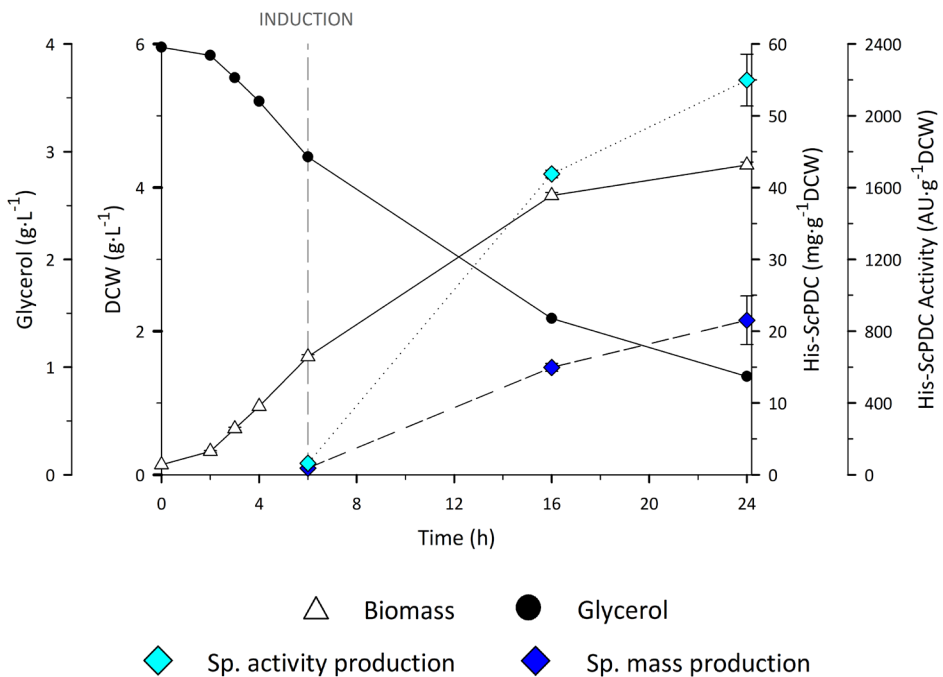 INDUCTION
4
3
2
1
0
Glycerol (g·L⁻¹)
6
4
2
0
DCW (g·L⁻¹)
60
50
40
30
20
10
0
His-ScPDC (mg·g⁻¹DCW)
2400
2000
1600
1200
800
400
0
His-ScPDC Activity (AU·g⁻¹DCW)
0 4 8 12 16 20 24
Time (h)
Biomass Glycerol
Sp. activity production Sp. mass production